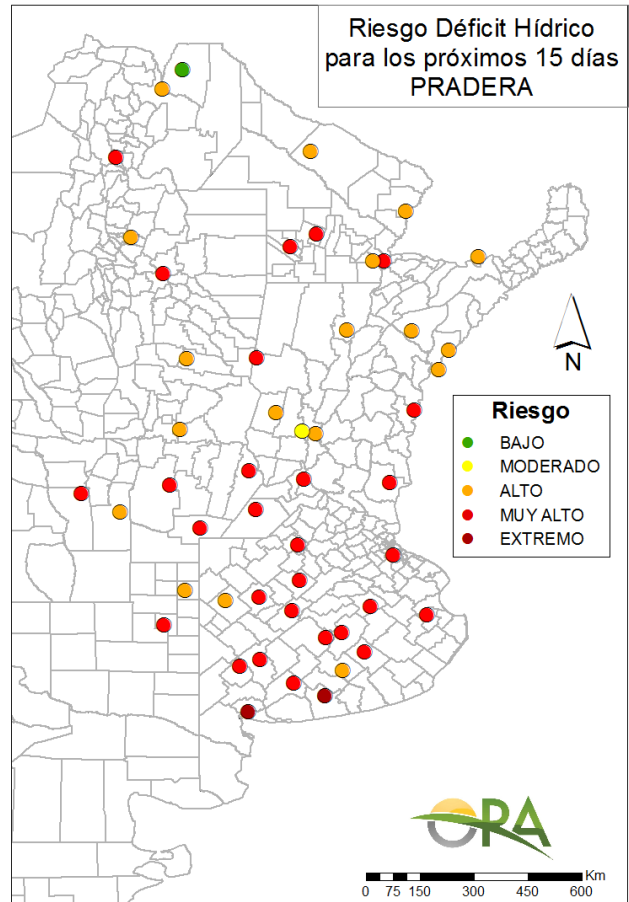 Riesgo Déficit Hídrico
para los próximos 15 días
PRADERA
N
Riesgo
BAJO
MODERADO
ALTO
MUY ALTO
EXTREMO
ORA
Km
0 75 150 300 450 600